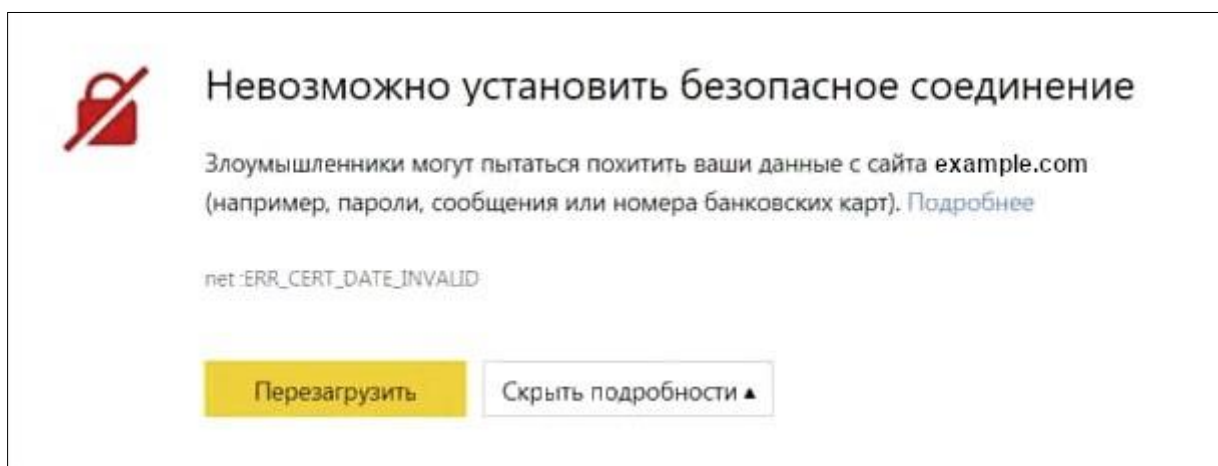 Невозможно установить безопасное соединение
Злоумышленники могут пытаться похитить ваши данные с сайта example.com
(например, пароли, сообщения или номера банковских карт). Подробнее
net :ERR_CERT_DATE_INVALID
Перезагрузить
Скрыть подробности ▲